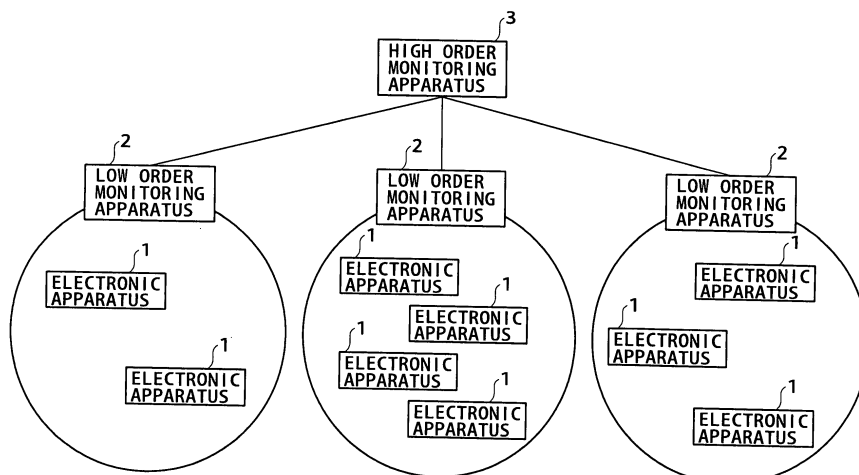 3
HIGH ORDER
MONITORING
APPARATUS
2
LOW ORDER
MONITORING
APPARATUS
2
LOW ORDER
MONITORING
APPARATUS
2
LOW ORDER
MONITORING
APPARATUS
1
ELECTRONIC
APPARATUS
1
ELECTRONIC
APPARATUS
1
ELECTRONIC
APPARATUS
1
ELECTRONIC
APPARATUS
1
ELECTRONIC
APPARATUS
1
ELECTRONIC
APPARATUS
1
ELECTRONIC
APPARATUS
1
ELECTRONIC
APPARATUS
1
ELECTRONIC
APPARATUS